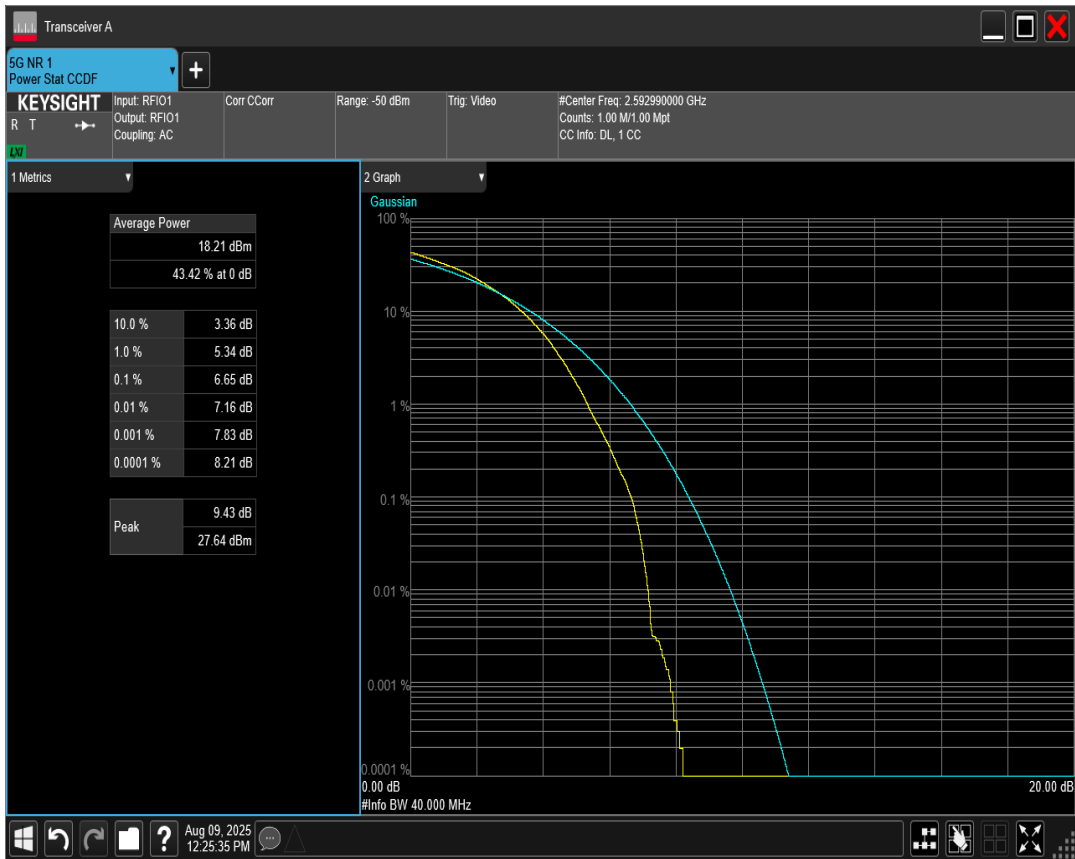 Transceiver A
5G NR 1
Power Stat CCDF
+
KEYSIGHT
R T
LXI
Input: RFIO1
Output: RFIO1
Coupling: AC
Corr CCorr
Range: -50 dBm
Trig: Video
#Center Freq: 2.592990000 GHz
Counts: 1.00 M/1.00 Mpt
CC Info: DL, 1 CC
1 Metrics
Average Power
18.21 dBm
43.42 % at 0 dB
10.0 % 3.36 dB
1.0 % 5.34 dB
0.1 % 6.65 dB
0.01 % 7.16 dB
0.001 % 7.83 dB
0.0001 % 8.21 dB
Peak
9.43 dB
27.64 dBm
2 Graph
Gaussian
100 %
10 %
1 %
0.1 %
0.01 %
0.001 %
0.0001 %
0.00 dB 20.00 dB
#Info BW 40.000 MHz
?
Aug 09, 2025
12:25:35 PM